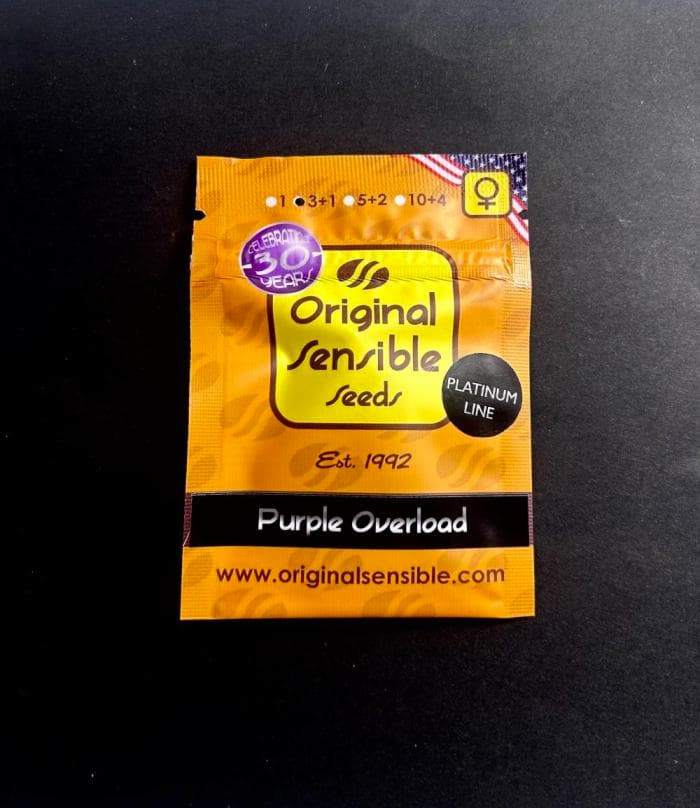 1 3+1 5+2 10+4
CELEBRATING
30
YEARS
Original
Sensible
Seeds
PLATINUM
LINE
Est. 1992
Purple Overload
www.originalsensible.com